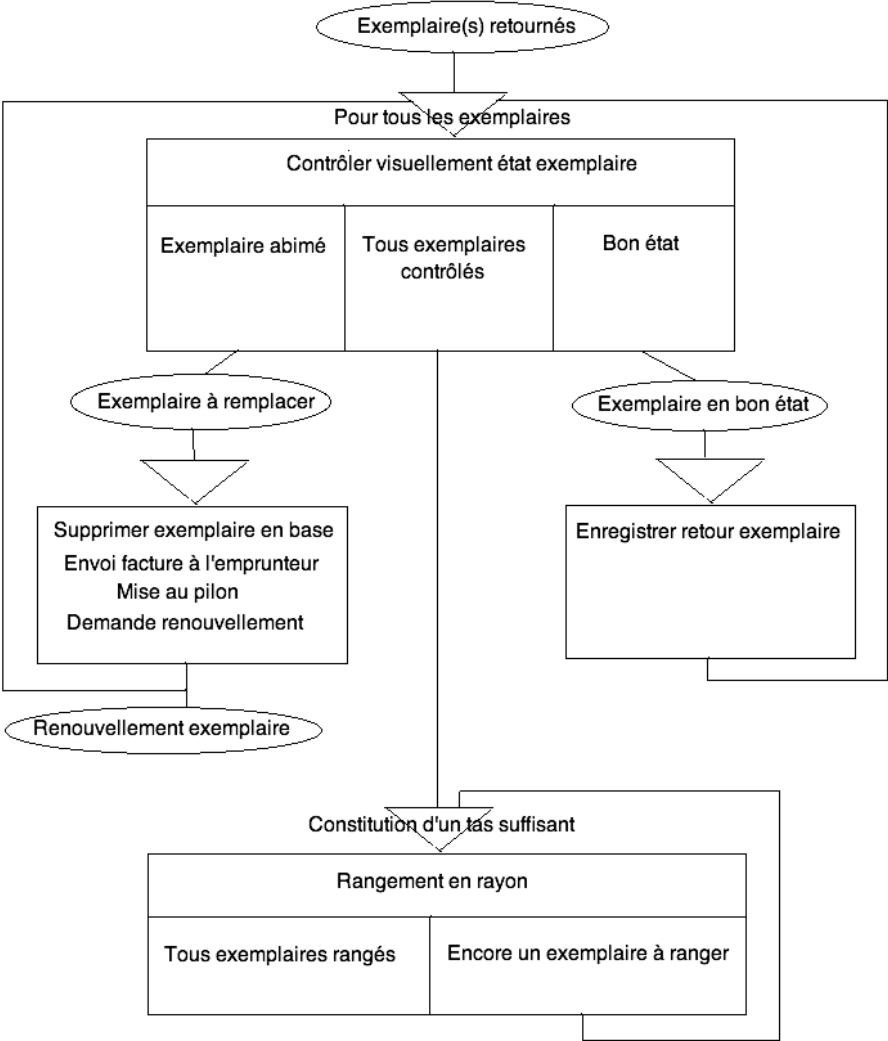 Exemplaire(s) retournés
Pour tous les exemplaires
Contrôler visuellement état exemplaire
Exemplaire abimé
Tous exemplaires
contrôlés
Bon état
Exemplaire à remplacer
Exemplaire en bon état
Supprimer exemplaire en base
Envoi facture à l'emprunteur
Mise au pilon
Demande renouvellement
Enregistrer retour exemplaire
Renouvellement exemplaire
Constitution d'un tas suffisant
Rangement en rayon
Tous exemplaires rangés
Encore un exemplaire à ranger